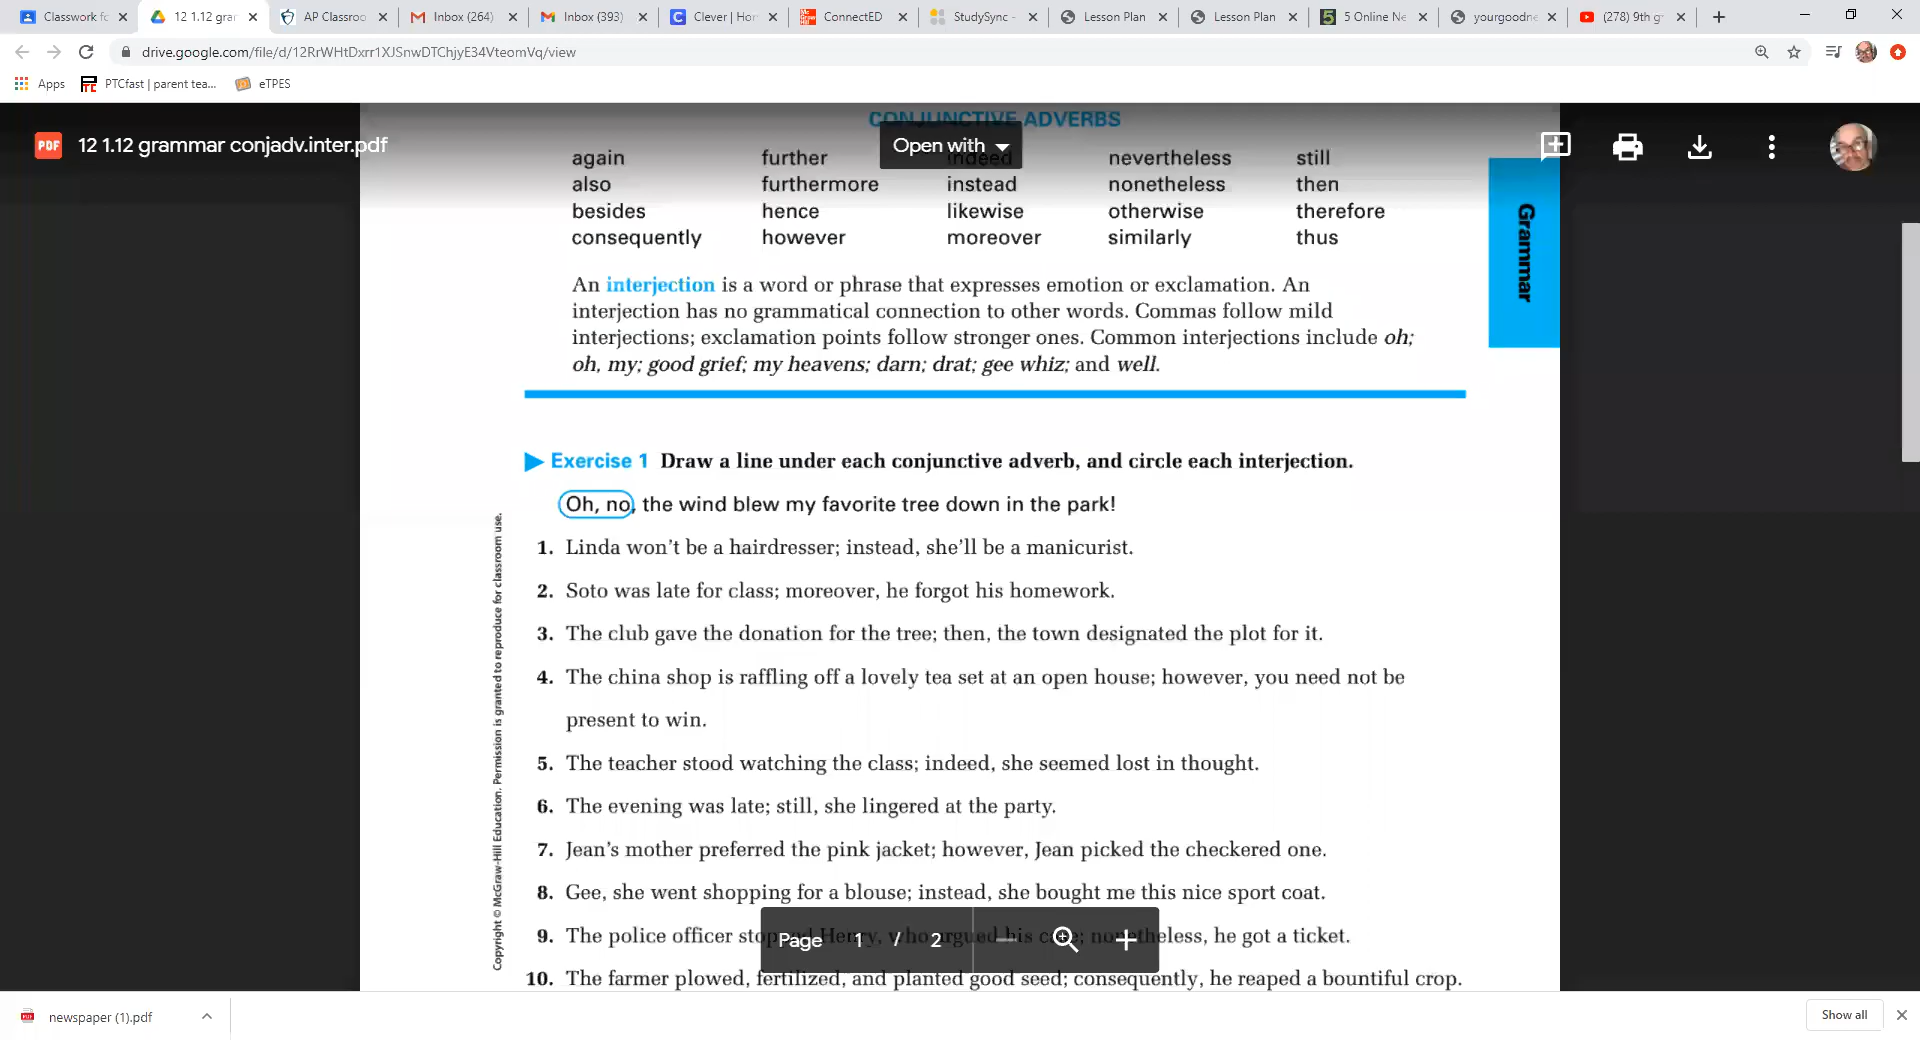 Classwork fo
12 1.12 gran
AP Classroo
Inbox (264)
Inbox (393)
Clever | Hor
ConnectED
StudySync -
Lesson Plan
Lesson Plan
5 Online Ne
yourgoodne
(278) 9th g
drive.google.com/file/d/12RrWHtDxrr1XJSnwDTChjyE34VteomVq/view
Apps
PTCfast | parent tea...
eTPES
CONJUNCTIVE ADVERBS
PDF
12 1.12 grammar conjadv.inter.pdf
Open with
again further indeed nevertheless still
also furthermore instead nonetheless then
besides hence likewise otherwise therefore
consequently however moreover similarly thus
Grammar
An interjection is a word or phrase that expresses emotion or exclamation. An
interjection has no grammatical connection to other words. Commas follow mild
interjections; exclamation points follow stronger ones. Common interjections include oh;
oh, my; good grief; my heavens; darn; drat; gee whiz; and well.
Exercise 1 Draw a line under each conjunctive adverb, and circle each interjection.
Oh, no, the wind blew my favorite tree down in the park!
1. Linda won't be a hairdresser; instead, she'll be a manicurist.
2. Soto was late for class; moreover, he forgot his homework.
3. The club gave the donation for the tree; then, the town designated the plot for it.
4. The china shop is raffling off a lovely tea set at an open house; however, you need not be
present to win.
5. The teacher stood watching the class; indeed, she seemed lost in thought.
6. The evening was late; still, she lingered at the party.
7. Jean's mother preferred the pink jacket; however, Jean picked the checkered one.
8. Gee, she went shopping for a blouse; instead, she bought me this nice sport coat.
9. The police officer stopped Henry, who argued his case; nonetheless, he got a ticket.
10. The farmer plowed, fertilized, and planted good seed; consequently, he reaped a bountiful crop.
Copyright © McGraw-Hill Education. Permission is granted to reproduce for classroom use.
Page 1 / 2
newspaper (1).pdf
Show all